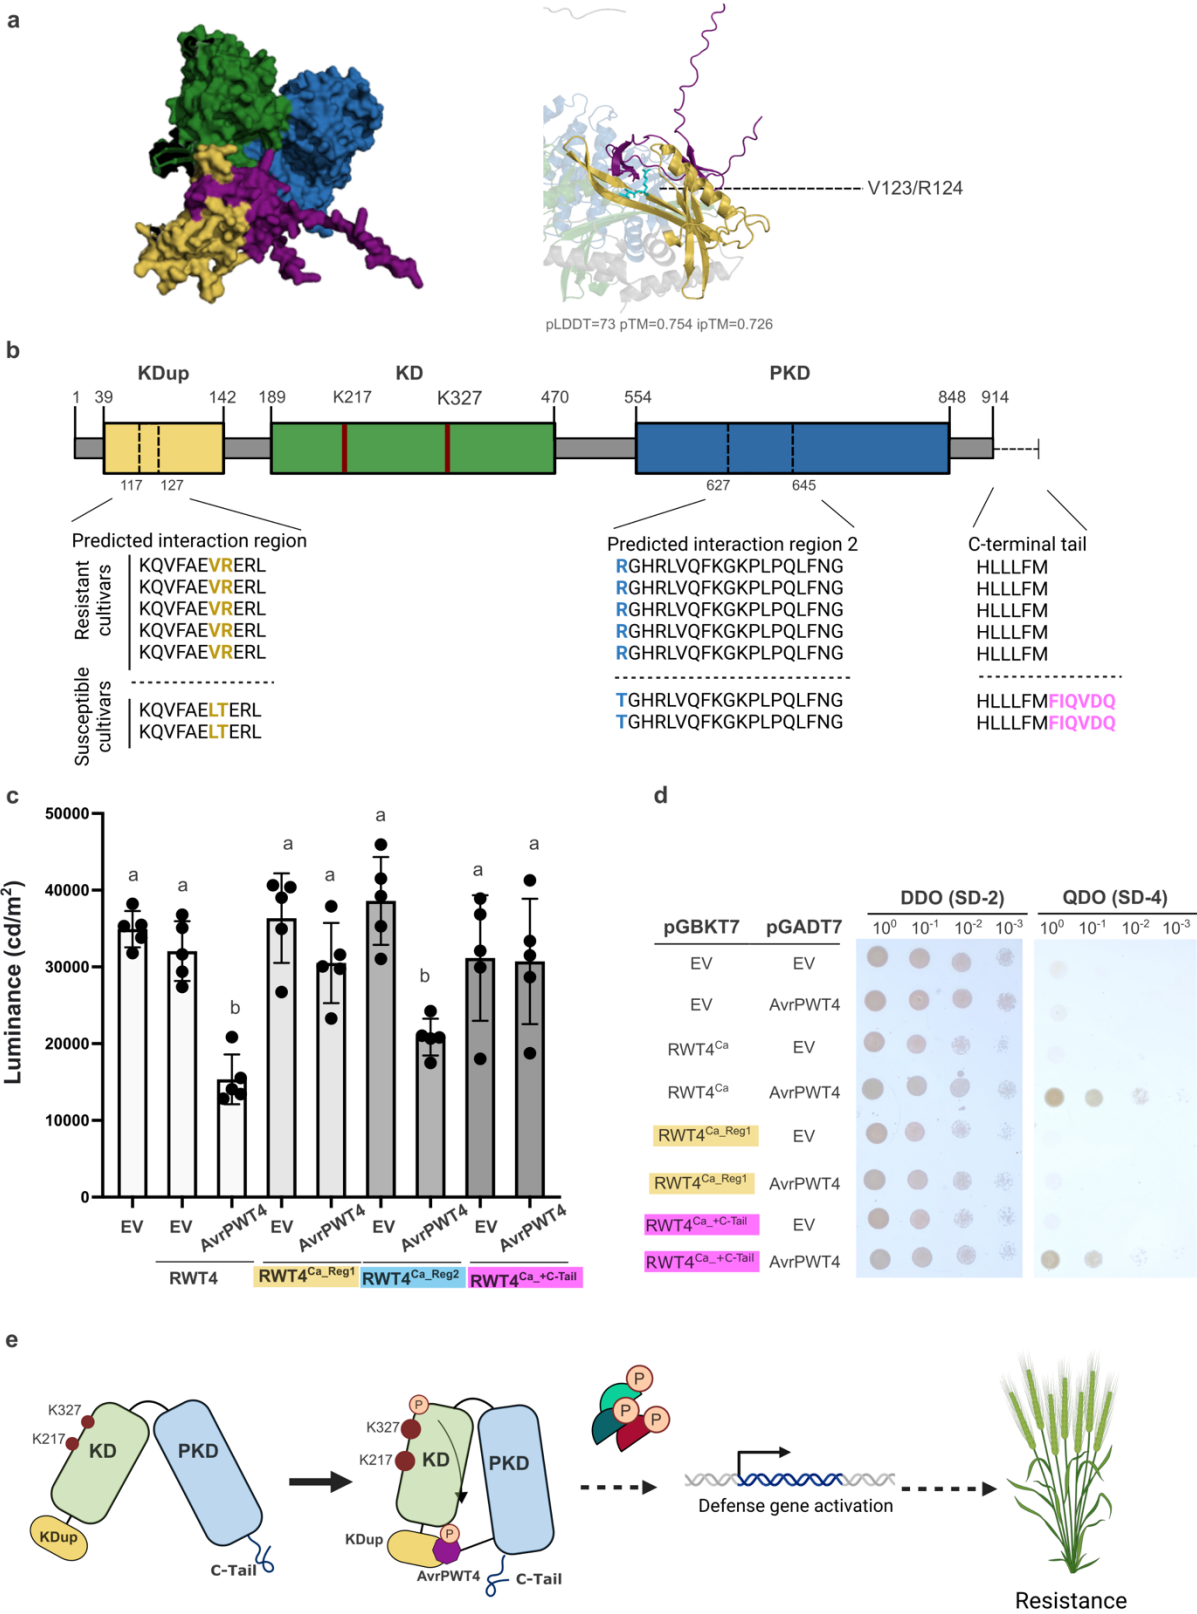 a
V123/R124
pLDDT=73 pTM=0.754 ipTM=0.726
b
KDup KD PKD
1 39 142 189 K217 K327 470 554 848 914
117 127 627 645
Predicted interaction region
Predicted interaction region 2
C-terminal tail
Resistant cultivars
KQVFAEVRERL RGHRLVQFKGKPLPQLFNG HLLLFM
KQVFAEVRERL RGHRLVQFKGKPLPQLFNG HLLLFM
KQVFAEVRERL RGHRLVQFKGKPLPQLFNG HLLLFM
KQVFAEVRERL RGHRLVQFKGKPLPQLFNG HLLLFM
KQVFAEVRERL RGHRLVQFKGKPLPQLFNG HLLLFM
Susceptible cultivars
KQVFAELTERL TGHRLVQFKGKPLPQLFNG HLLLFMFIQVDQ
KQVFAELTERL TGHRLVQFKGKPLPQLFNG HLLLFMFIQVDQ
c
Luminance (cd/m²)
50000
40000
30000
20000
10000
0
a a b a a a b a a
EV EV AvrPWT4 EV AvrPWT4 EV AvrPWT4 EV AvrPWT4
RWT4 RWT4Ca_Reg1 RWT4Ca_Reg2 RWT4Ca_+C-Tail
d
DDO (SD-2) QDO (SD-4)
pGBKT7 pGADT7 10⁰ 10⁻¹ 10⁻² 10⁻³ 10⁰ 10⁻¹ 10⁻² 10⁻³
EV EV
EV AvrPWT4
RWT4Ca EV
RWT4Ca AvrPWT4
RWT4Ca_Reg1 EV
RWT4Ca_Reg1 AvrPWT4
RWT4Ca_+C-Tail EV
RWT4Ca_+C-Tail AvrPWT4
e
K327
K217
KD
PKD
KDup
C-Tail
P
K327
K217
KD
PKD
KDup
P
AvrPWT4
C-Tail
P
P
P
Defense gene activation
Resistance